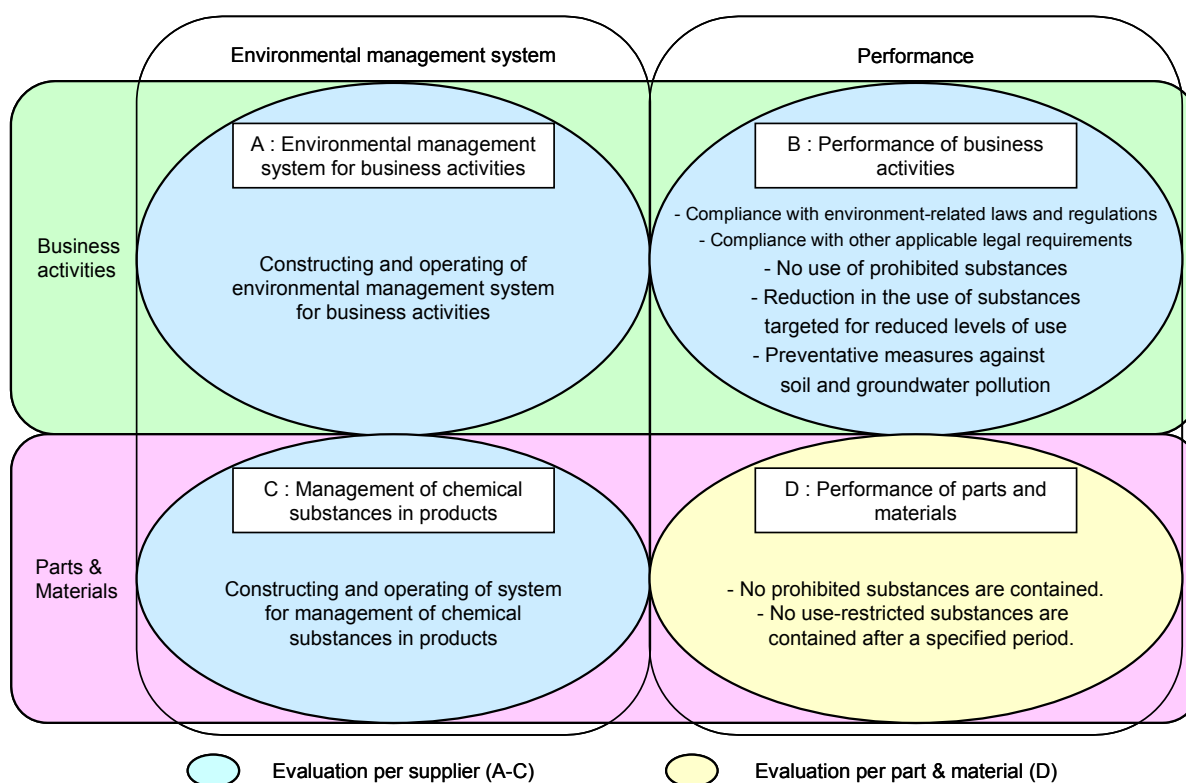 Environmental management system
Performance
A : Environmental management
system for business activities
B : Performance of business
activities
Business
activities
Constructing and operating of
environmental management system
for business activities
- Compliance with environment-related laws and regulations
- Compliance with other applicable legal requirements
- No use of prohibited substances
- Reduction in the use of substances
targeted for reduced levels of use
- Preventative measures against
soil and groundwater pollution
C : Management of chemical
substances in products
D : Performance of parts and
materials
Parts &
Materials
Constructing and operating of system
for management of chemical
substances in products
- No prohibited substances are contained.
- No use-restricted substances are
contained after a specified period.
Evaluation per supplier (A-C)
Evaluation per part & material (D)